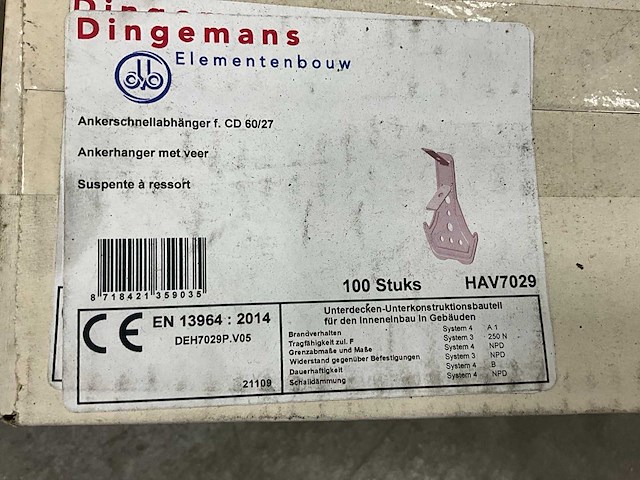 Dingemans
Dingemans
Elementenbouw
Ankerschnellabhänger f. CD 60/27
Ankerhanger met veer
Suspente à ressort
8 718421 359035
100 Stuks HAV7029
CE EN 13964 : 2014
DEH7029P.V05
21109
Unterdecken-Unterkonstruktionsbauteil
für den Inneneinbau in Gebäuden
Brandverhalten System 4 A 1
Tragfähigkeit zul. F System 3 250 N
Grenzabmaße und Maße System 4 NPD
Widerstand gegenüber Befestigungen System 3 NPD
Dauerhaftigkeit System 4 B
Schalldämmung System 4 NPD